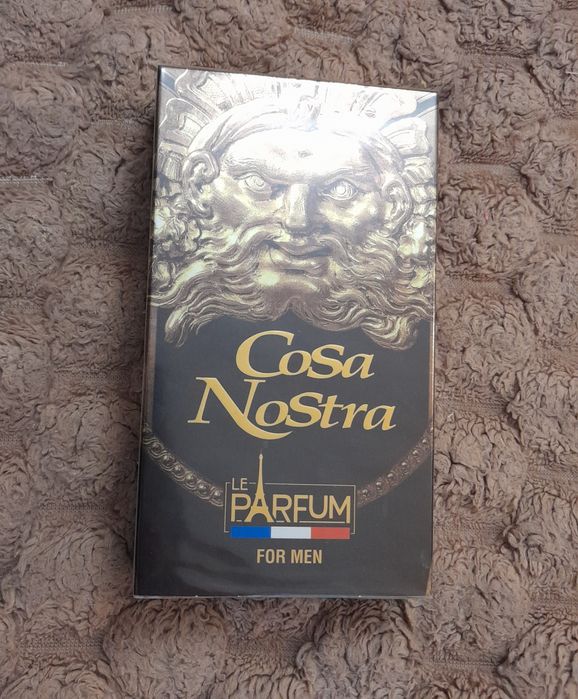 CoSa
NoStra
LE
PARFUM
FOR MEN